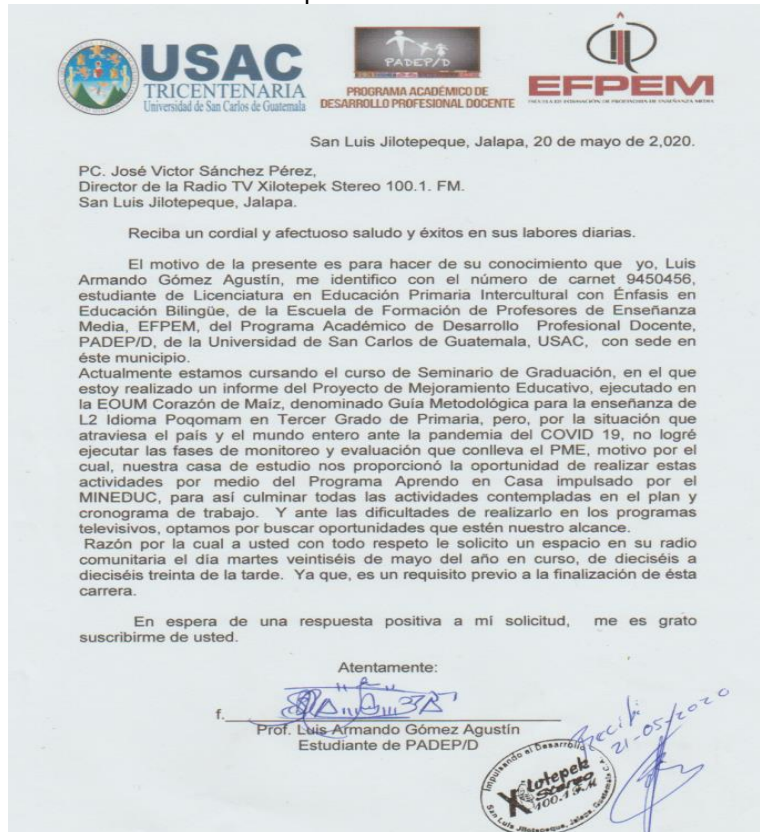 USAC
TRICENTENARIA
Universidad de San Carlos de Guatemala
PADEP/D
PROGRAMA ACADÉMICO DE
DESARROLLO PROFESIONAL DOCENTE
EFPEM
ESCUELA DE FORMACIÓN DE PROFESORES DE ENSEÑANZA MEDIA
San Luis Jilotepeque, Jalapa, 20 de mayo de 2,020.
PC. José Victor Sánchez Pérez,
Director de la Radio TV Xilotepek Stereo 100.1. FM.
San Luis Jilotepeque, Jalapa.
Reciba un cordial y afectuoso saludo y éxitos en sus labores diarias.
El motivo de la presente es para hacer de su conocimiento que yo, Luis
Armando Gómez Agustín, me identifico con el número de carnet 9450456,
estudiante de Licenciatura en Educación Primaria Intercultural con Énfasis en
Educación Bilingüe, de la Escuela de Formación de Profesores de Enseñanza
Media, EFPEM, del Programa Académico de Desarrollo Profesional Docente,
PADEP/D, de la Universidad de San Carlos de Guatemala, USAC, con sede en
éste municipio.
Actualmente estamos cursando el curso de Seminario de Graduación, en el que
estoy realizado un informe del Proyecto de Mejoramiento Educativo, ejecutado en
la EOUM Corazón de Maíz, denominado Guía Metodológica para la enseñanza de
L2 Idioma Poqomam en Tercer Grado de Primaria, pero, por la situación que
atraviesa el país y el mundo entero ante la pandemia del COVID 19, no logré
ejecutar las fases de monitoreo y evaluación que conlleva el PME, motivo por el
cual, nuestra casa de estudio nos proporcionó la oportunidad de realizar estas
actividades por medio del Programa Aprendo en Casa impulsado por el
MINEDUC, para así culminar todas las actividades contempladas en el plan y
cronograma de trabajo. Y ante las dificultades de realizarlo en los programas
televisivos, optamos por buscar oportunidades que estén nuestro alcance.
Razón por la cual a usted con todo respeto le solicito un espacio en su radio
comunitaria el día martes veintiséis de mayo del año en curso, de dieciséis a
dieciséis treinta de la tarde. Ya que, es un requisito previo a la finalización de ésta
carrera.
En espera de una respuesta positiva a mí solicitud, me es grato
suscribirme de usted.
Atentamente:
f.
Prof. Luis Armando Gómez Agustín
Estudiante de PADEP/D
Recibí
21-05-2020
Impulsando el Desarrollo
Xilotepek
Stereo
100.1 F.M
San Luis Jilotepeque, Jalapa, Guatemala C.A.